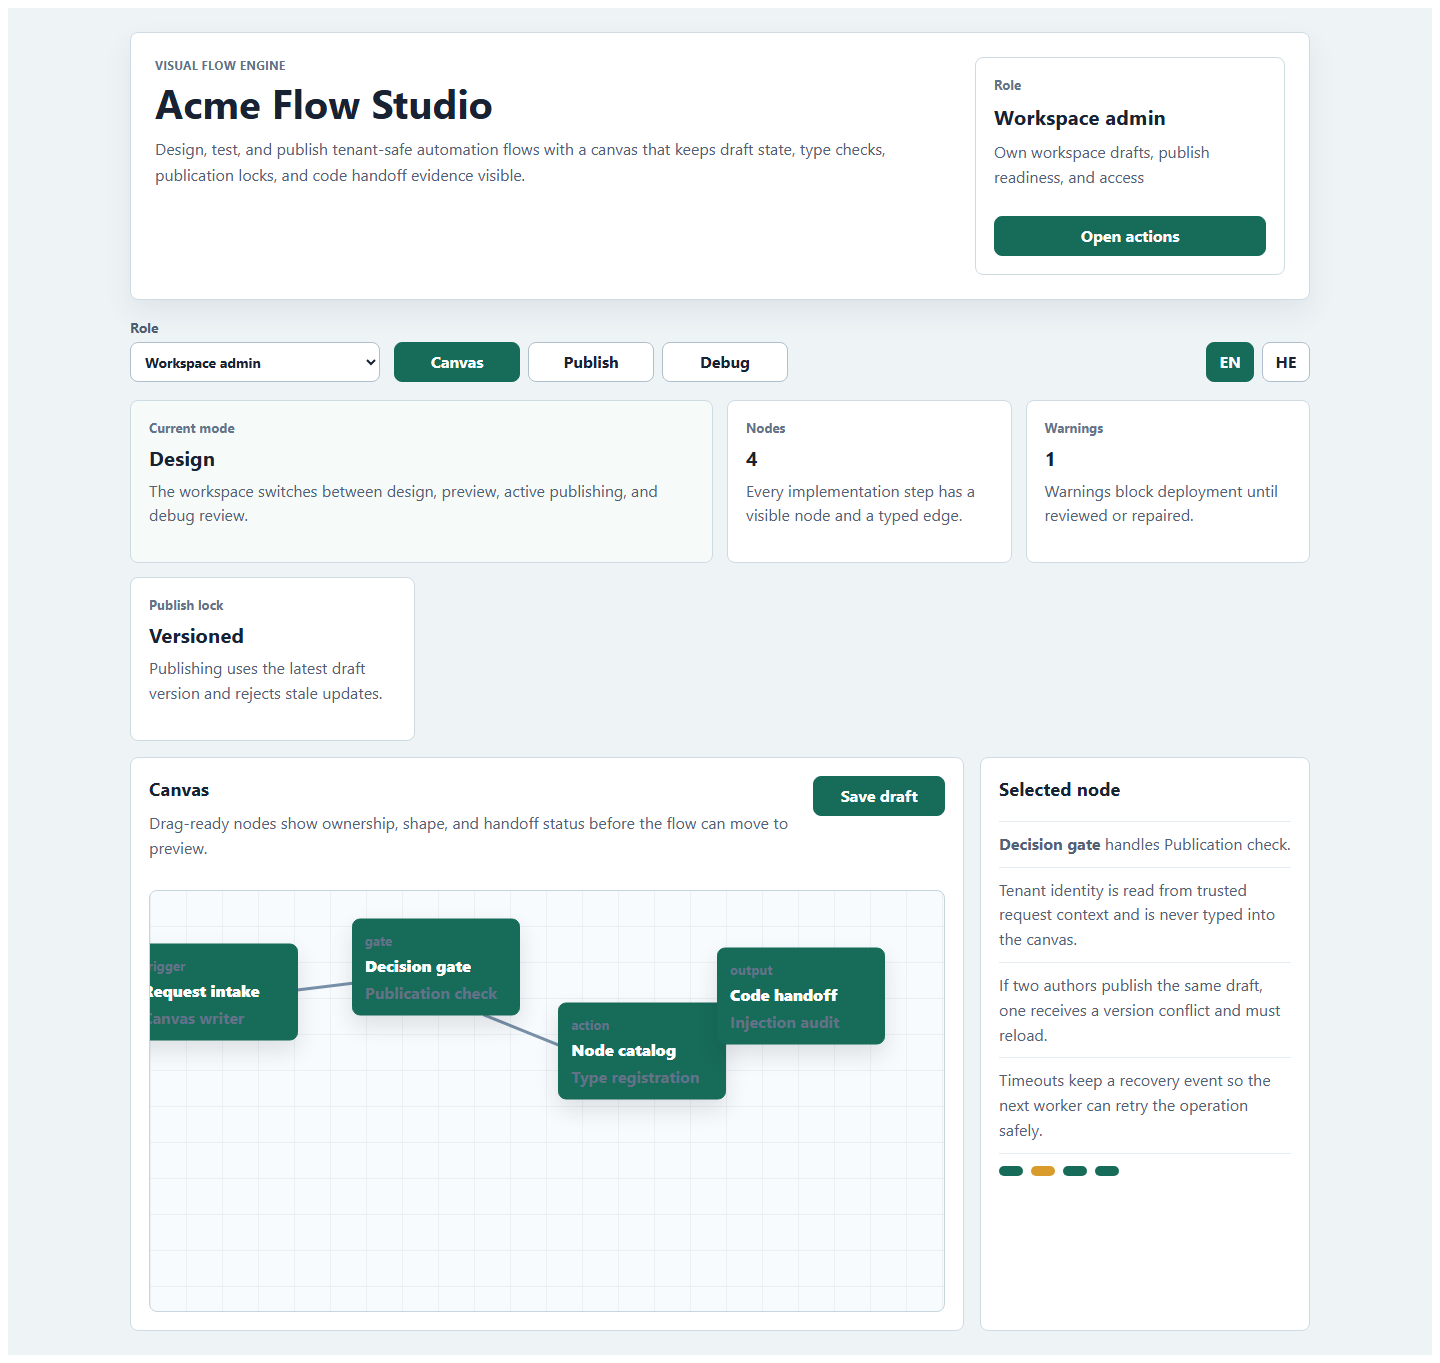 VISUAL FLOW ENGINE
Acme Flow Studio
Design, test, and publish tenant-safe automation flows with a canvas that keeps draft state, type checks,
publication locks, and code handoff evidence visible.
Role
Workspace admin
Own workspace drafts, publish
readiness, and access
Open actions
Role
Workspace admin
Canvas
Publish
Debug
EN
HE
Current mode
Design
The workspace switches between design, preview, active publishing, and
debug review.
Nodes
4
Every implementation step has a
visible node and a typed edge.
Warnings
1
Warnings block deployment until
reviewed or repaired.
Publish lock
Versioned
Publishing uses the latest draft
version and rejects stale updates.
Canvas
Drag-ready nodes show ownership, shape, and handoff status before the flow can move to
preview.
Save draft
rigger
Request intake
Canvas writer
gate
Decision gate
Publication check
action
Node catalog
Type registration
output
Code handoff
Injection audit
Selected node
Decision gate handles Publication check.
Tenant identity is read from trusted
request context and is never typed into
the canvas.
If two authors publish the same draft,
one receives a version conflict and must
reload.
Timeouts keep a recovery event so the
next worker can retry the operation
safely.